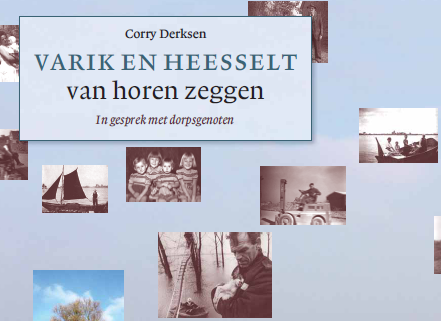 Corry Derksen
VARIK EN HEESSELT
van horen zeggen
In gesprek met dorpsgenoten